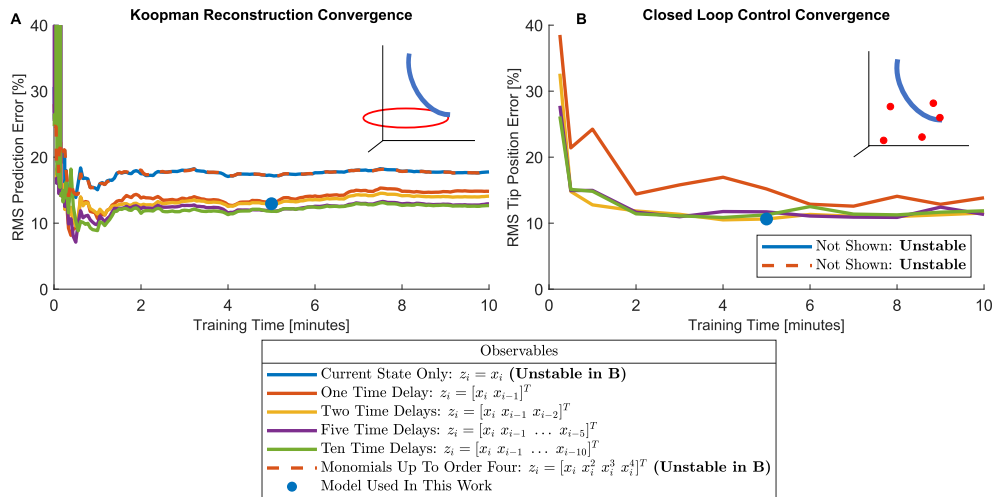 A
Koopman Reconstruction Convergence
RMS Prediction Error [%]
40
30
20
10
0
0 2 4 6 8 10
Training Time [minutes]
B
Closed Loop Control Convergence
RMS Tiip Position Error [%]
40
30
20
10
0
Not Shown: Unstable
Not Shown: Unstable
0 2 4 6 8 10
Training Time [minutes]
Observables
Current State Only: $z_i = x_i$ (Unstable in B)
One Time Delay: $z_i = [x_i \ x_{i-1}]^T$
Two Time Delays: $z_i = [x_i \ x_{i-1} \ x_{i-2}]^T$
Five Time Delays: $z_i = [x_i \ x_{i-1} \ \ldots \ x_{i-5}]^T$
Ten Time Delays: $z_i = [x_i \ x_{i-1} \ \ldots \ x_{i-10}]^T$
Monomials Up To Order Four: $z_i = [x_i \ x_i^2 \ x_i^3 \ x_i^4]^T$ (Unstable in B)
Model Used In This Work